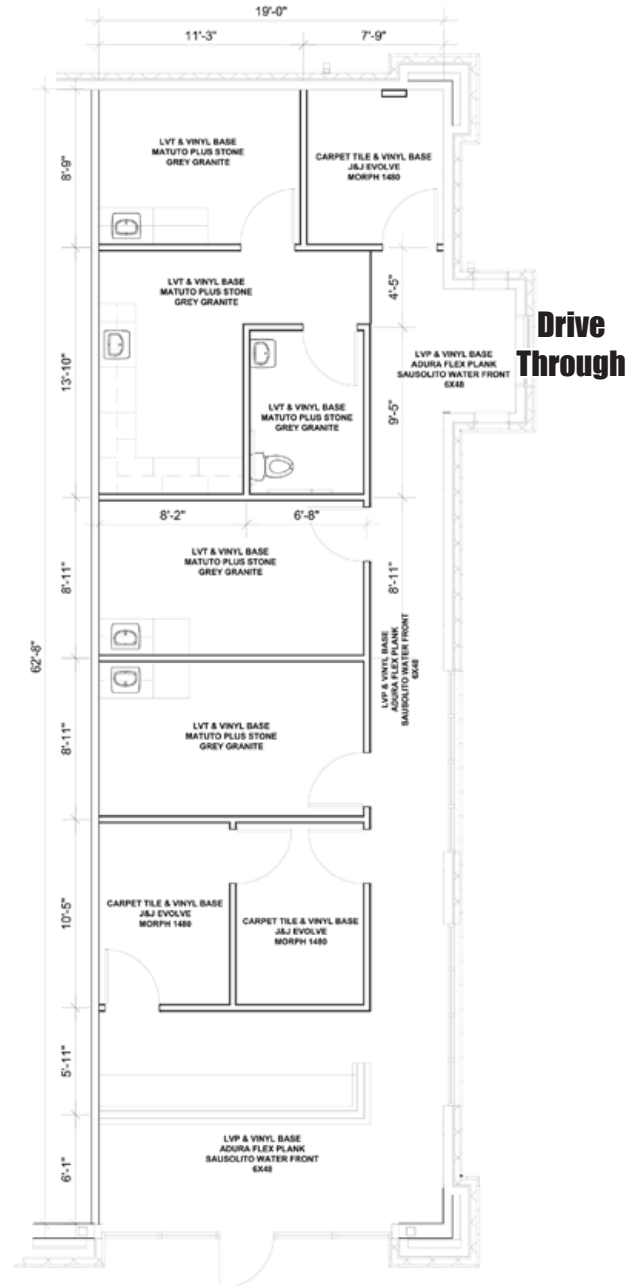 19'-0"
11'-3"
7'-9"
LVT & VINYL BASE
MATUTO PLUS STONE
GREY GRANITE
CARPET TILE & VINYL BASE
J&J EVOLVE
MORPH 1480
8'-9"
LVT & VINYL BASE
MATUTO PLUS STONE
GREY GRANITE
4'-5"
Drive
Through
LVP & VINYL BASE
ADURA FLEX PLANK
SAUSOLITO WATER FRONT
6X48
13'-10"
9'-5"
LVT & VINYL BASE
MATUTO PLUS STONE
GREY GRANITE
8'-2"
6'-8"
LVT & VINYL BASE
MATUTO PLUS STONE
GREY GRANITE
8'-11"
8'-11"
62'-8"
LVP & VINYL BASE
ADURA FLEX PLANK
SAUSOLITO WATER FRONT
6X48
8'-11"
LVT & VINYL BASE
MATUTO PLUS STONE
GREY GRANITE
10'-5"
CARPET TILE & VINYL BASE
J&J EVOLVE
MORPH 1480
CARPET TILE & VINYL BASE
J&J EVOLVE
MORPH 1480
5'-11"
6'-1"
LVP & VINYL BASE
ADURA FLEX PLANK
SAUSOLITO WATER FRONT
6X48